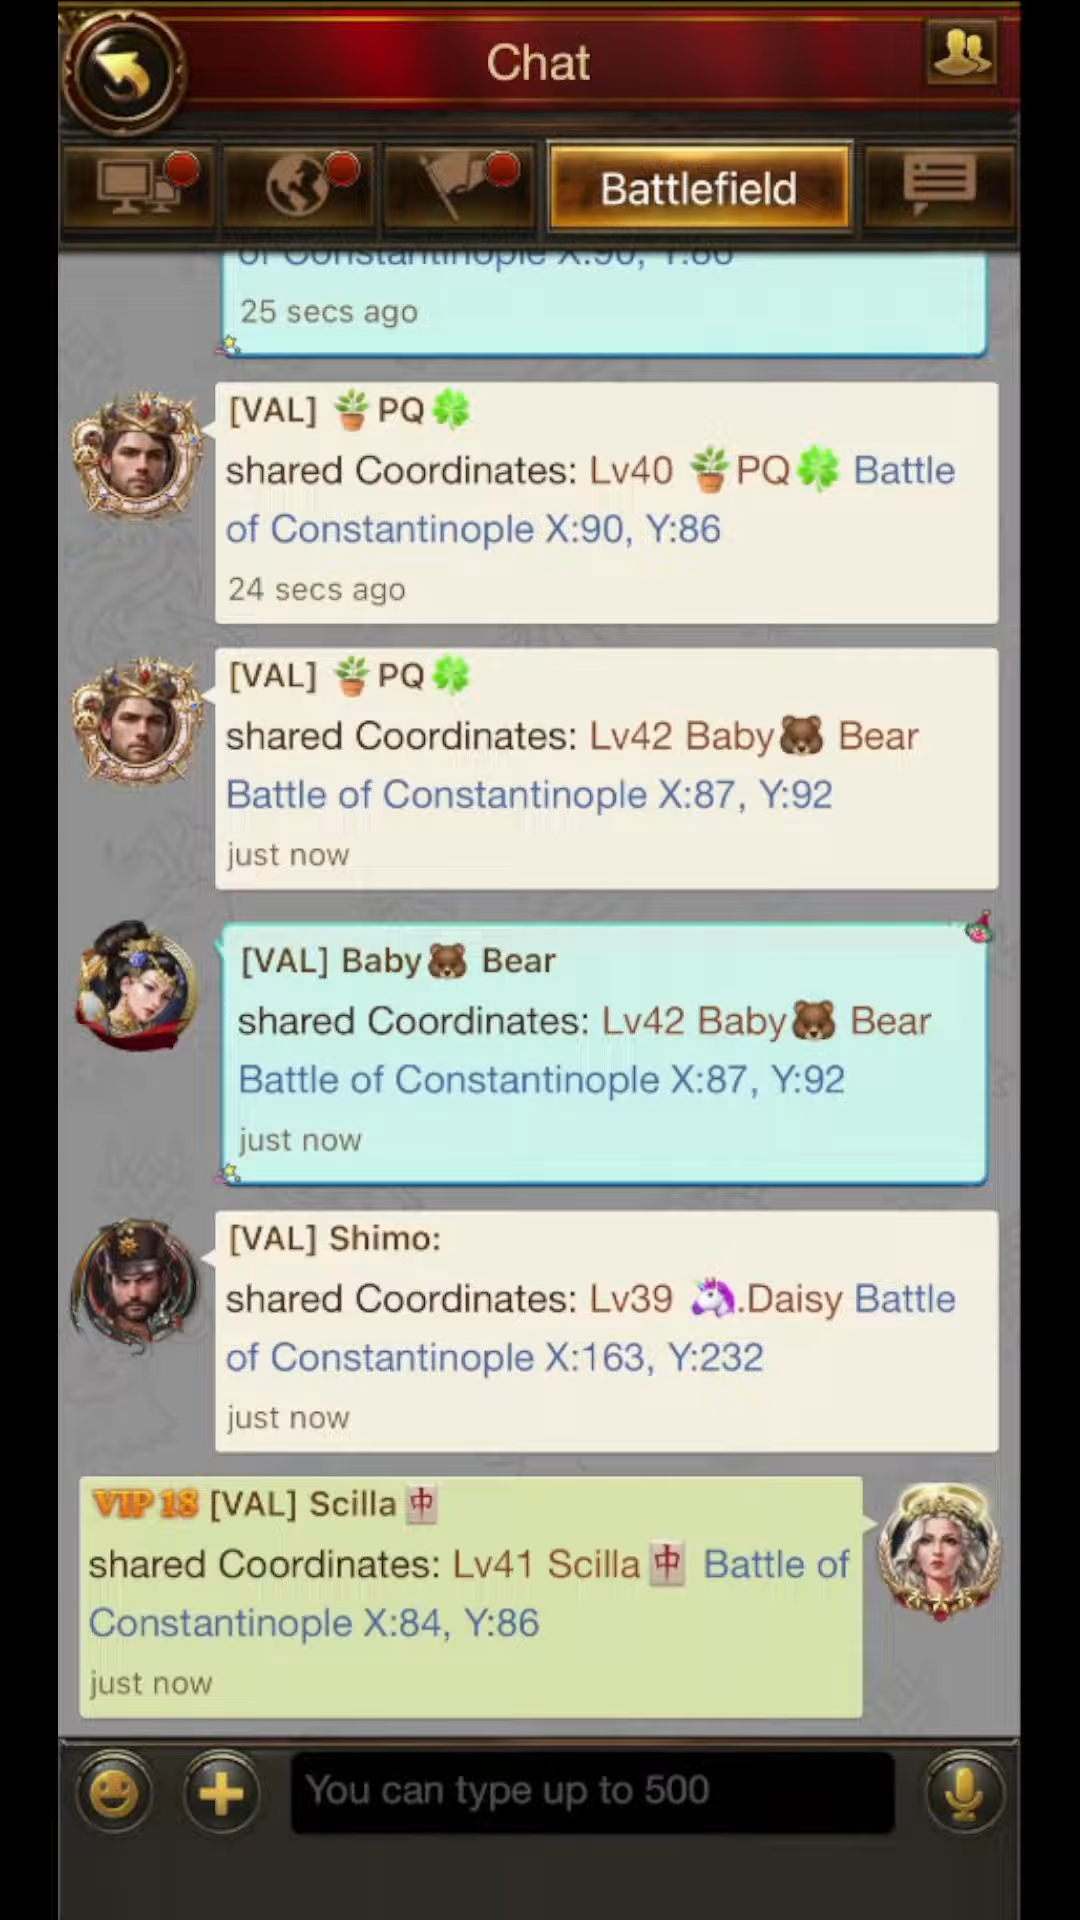 Chat
Battlefield
of Constantinople X:90, Y:86
25 secs ago
[VAL] 🪴PQ🍀
shared Coordinates: Lv40 🪴PQ🍀 Battle
of Constantinople X:90, Y:86
24 secs ago
[VAL] 🪴PQ🍀
shared Coordinates: Lv42 Baby🐻 Bear
Battle of Constantinople X:87, Y:92
just now
[VAL] Baby🐻 Bear
shared Coordinates: Lv42 Baby🐻 Bear
Battle of Constantinople X:87, Y:92
just now
[VAL] Shimo:
shared Coordinates: Lv39 🦄.Daisy Battle
of Constantinople X:163, Y:232
just now
VIP 18 [VAL] Scilla🀄
shared Coordinates: Lv41 Scilla🀄 Battle of
Constantinople X:84, Y:86
just now
You can type up to 500